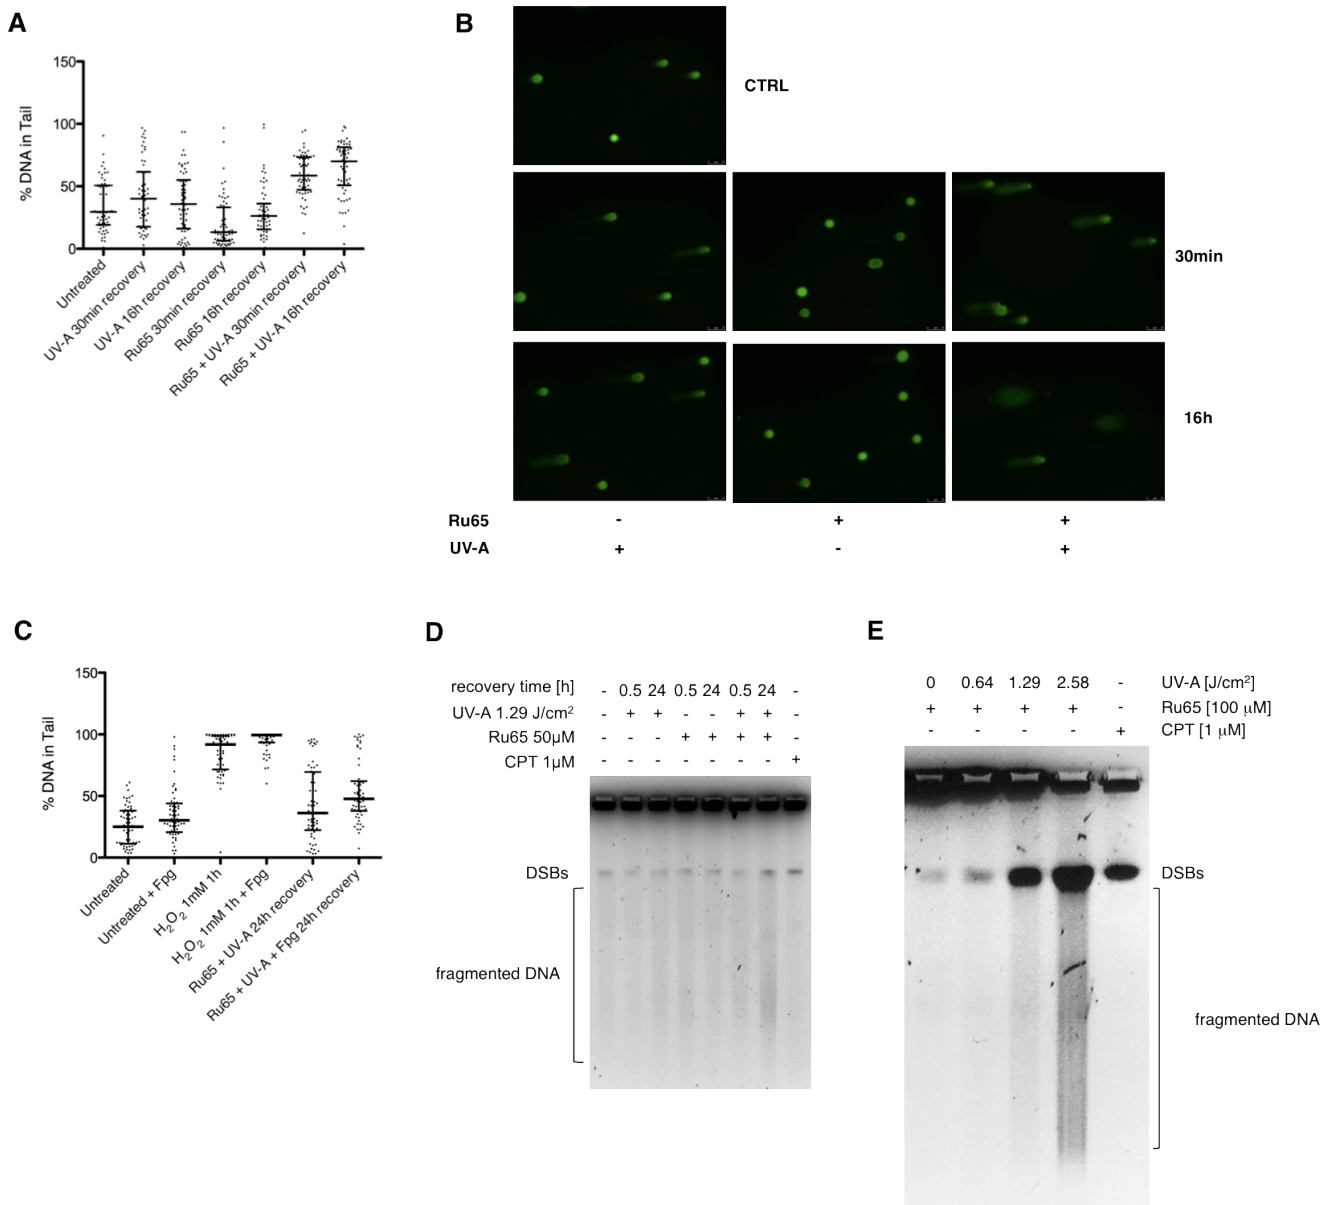 A
150
100
50
0
% DNA in Tail
Untreated
UV-A 30min recovery
UV-A 16h recovery
Ru65 30min recovery
Ru65 16h recovery
Ru65 + UV-A 30min recovery
Ru65 + UV-A 16h recovery
B
CTRL
30min
16h
Ru65 - + +
UV-A + - +
C
150
100
50
0
% DNA in Tail
Untreated
Untreated + Fpg
H2O2 1mM 1h
H2O2 1mM 1h + Fpg
Ru65 + UV-A 24h recovery
Ru65 + UV-A + Fpg 24h recovery
D
recovery time [h] - 0.5 24 0.5 24 0.5 24 -
UV-A 1.29 J/cm² - + + - - + + -
Ru65 50µM - - - + + + + -
CPT 1µM - - - - - - - +
DSBs
fragmented DNA
E
0 0.64 1.29 2.58 - UV-A [J/cm²]
+ + + + - Ru65 [100 µM]
- - - - + CPT [1 µM]
DSBs
fragmented DNA